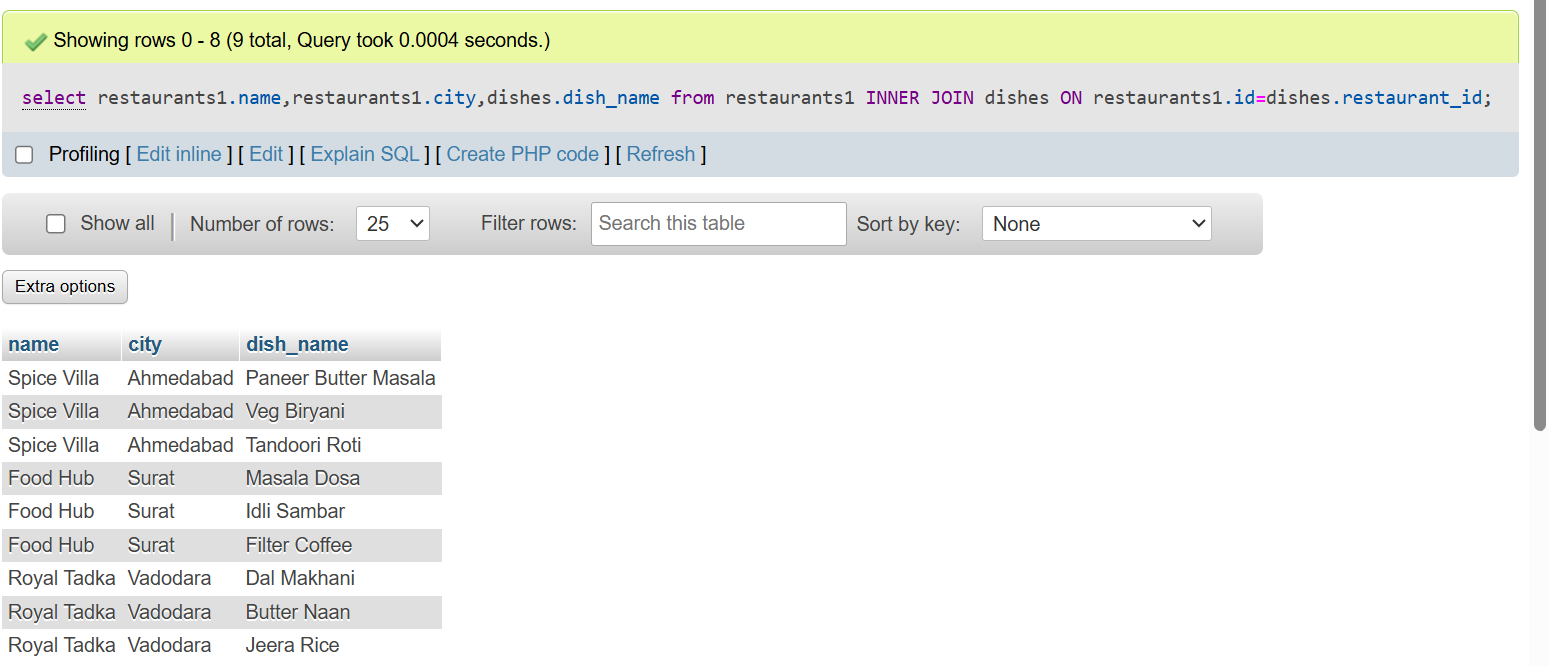 Showing rows 0 - 8 (9 total, Query took 0.0004 seconds.)
select restaurants1.name,restaurants1.city,dishes.dish_name from restaurants1 INNER JOIN dishes ON restaurants1.id=dishes.restaurant_id;
Profiling [ Edit inline ] [ Edit ] [ Explain SQL ] [ Create PHP code ] [ Refresh ]
Show all Number of rows: 25 Filter rows: Search this table Sort by key: None
Extra options
name city dish_name
Spice Villa Ahmedabad Paneer Butter Masala
Spice Villa Ahmedabad Veg Biryani
Spice Villa Ahmedabad Tandoori Roti
Food Hub Surat Masala Dosa
Food Hub Surat Idli Sambar
Food Hub Surat Filter Coffee
Royal Tadka Vadodara Dal Makhani
Royal Tadka Vadodara Butter Naan
Royal Tadka Vadodara Jeera Rice